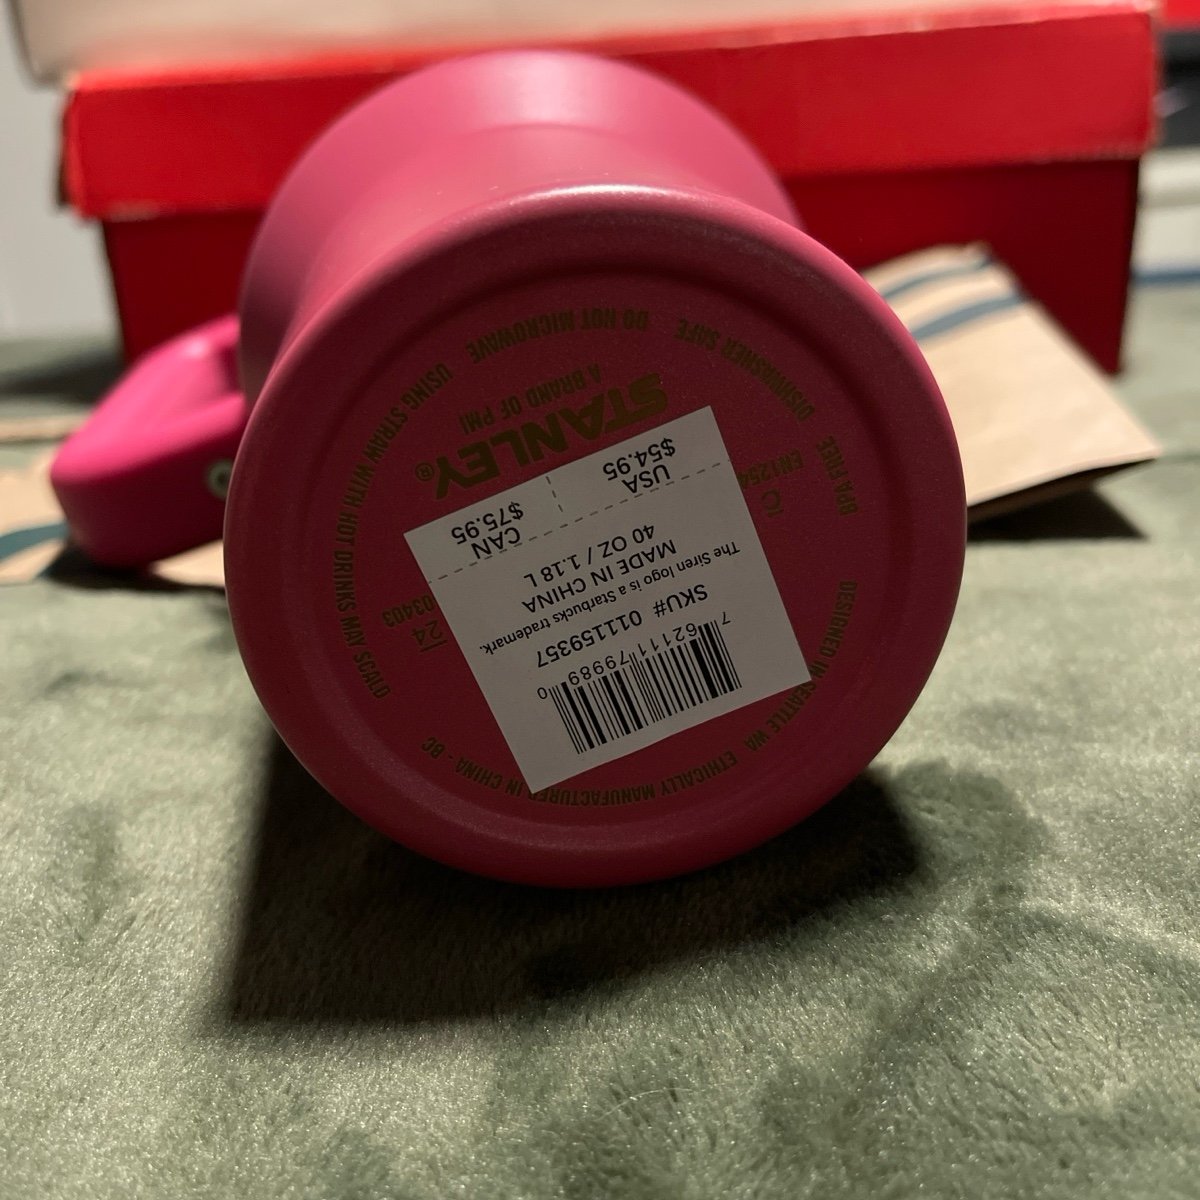 DO NOT MICROWAVE
DISHWASHER SAFE
BPA-FREE
USING STRAW WITH HOT DRINKS MAY SCALD
DESIGNED IN SEATTLE WA
ETHICALLY MANUFACTURED IN CHINA - BC
STANLEY®
A BRAND OF PMI
24
03403
7 62111 79989 0
SKU# 011159357
The Siren logo is a Starbucks trademark.
MADE IN CHINA
40 OZ / 1.18 L
USA
$54.95
CAN
$75.95